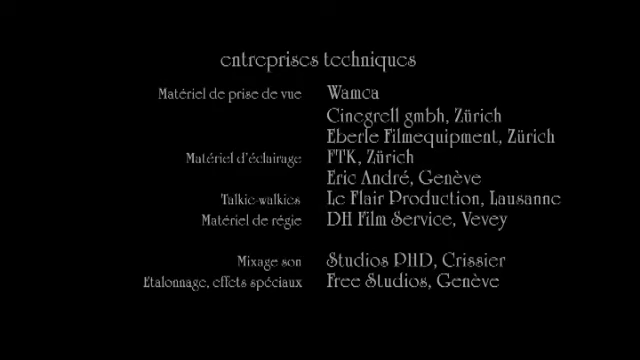 entreprises techniques
Matériel de prise de vue Wamca
Cinegrell gmbh, Zürich
Eberle Filmequipment, Zürich
Matériel d'éclairage FTK, Zürich
Eric André, Genève
Talkie-walkies Le Flair Production, Lausanne
Matériel de régie DH Film Service, Vevey
Mixage son Studios PHD, Crissier
Etalonnage, effets spéciaux Free Studios, Genève